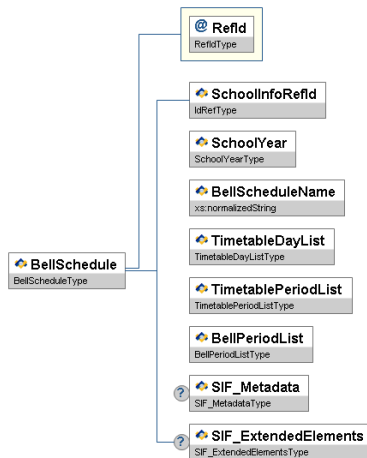 @ RefId
RefIdType
SchoolInfoRefId
IdRefType
SchoolYear
SchoolYearType
BellScheduleName
xs:normalizedString
BellSchedule
BellScheduleType
TimetableDayList
TimetableDayListType
TimetablePeriodList
TimetablePeriodListType
BellPeriodList
BellPeriodListType
? SIF_Metadata
SIF_MetadataType
? SIF_ExtendedElements
SIF_ExtendedElementsType